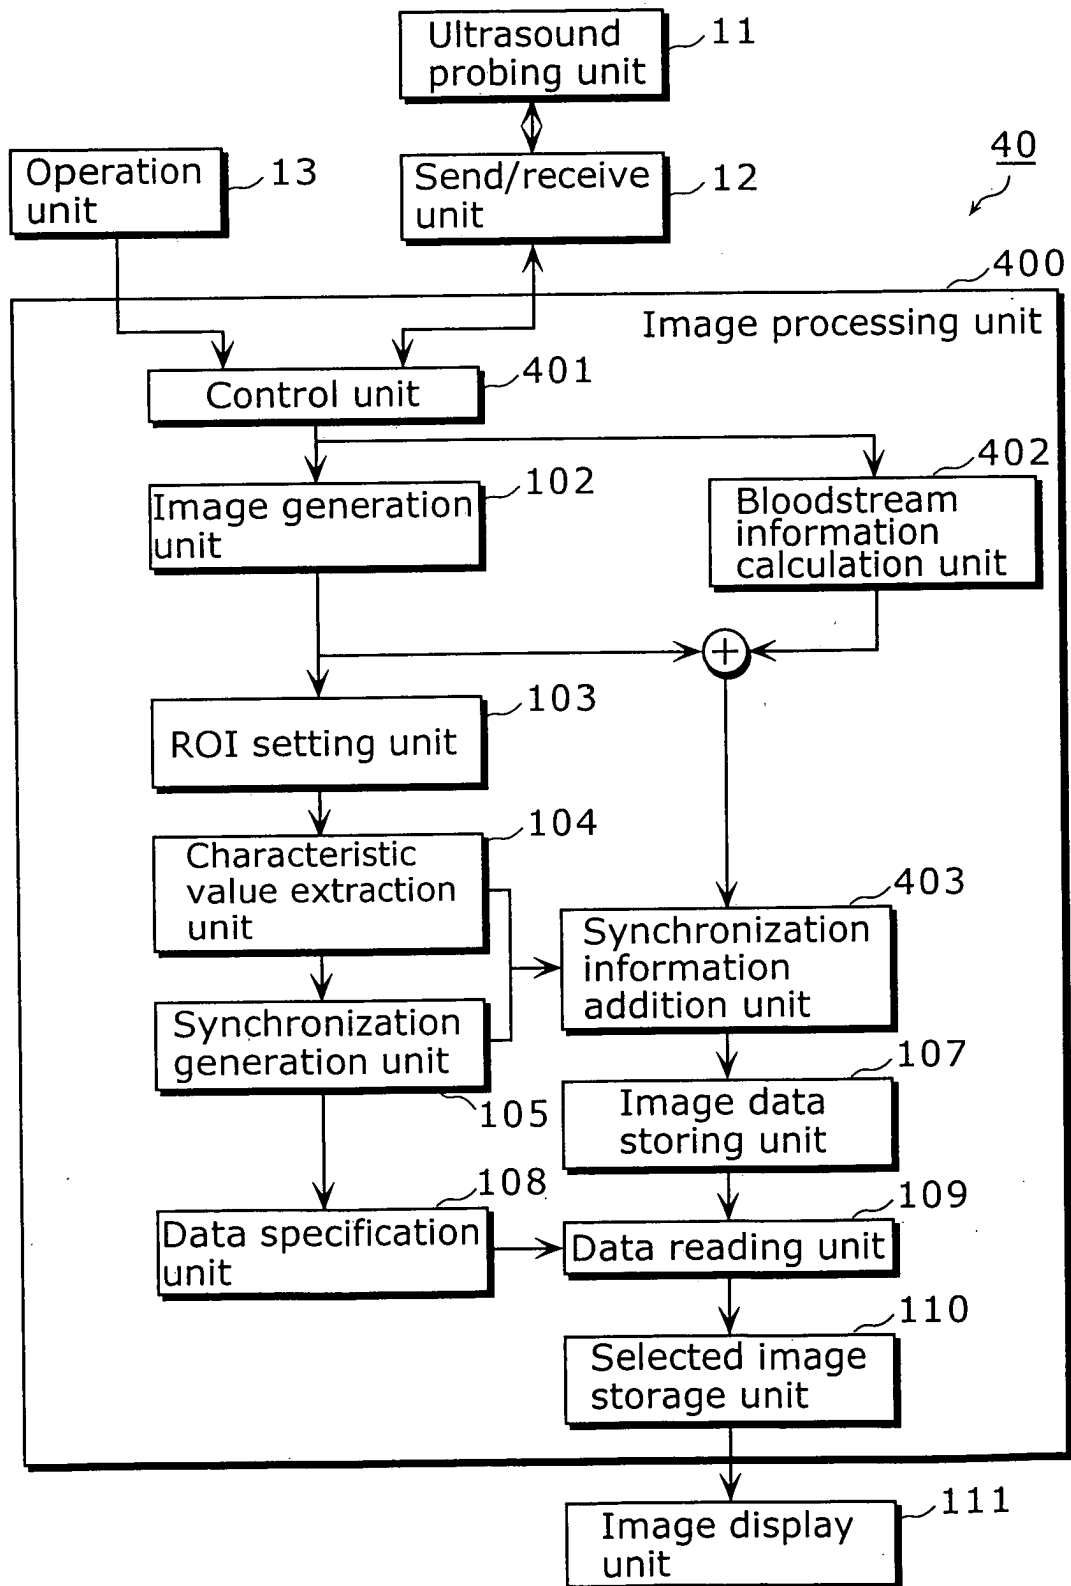 Ultrasound
probing unit
11
40
Operation
unit
13
Send/receive
unit
12
400
Image processing unit
401
Control unit
402
102
Image generation
unit
Bloodstream
information
calculation unit
+
103
ROI setting unit
104
Characteristic
value extraction
unit
403
Synchronization
information
addition unit
Synchronization
generation unit
105
107
Image data
storing unit
108
Data specification
unit
109
Data reading unit
110
Selected image
storage unit
111
Image display
unit